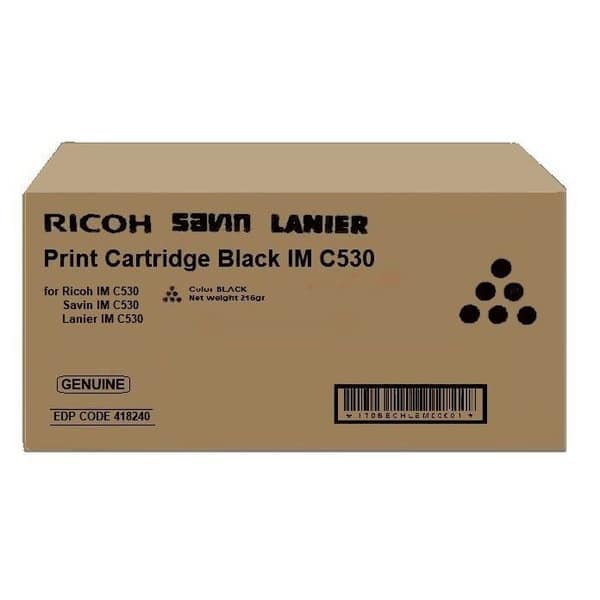 RICOH savin LANIER
Print Cartridge Black IM C530
for Ricoh IM C530
Savin IM C530
Lanier IM C530
Color BLACK
Net weight 216gr
GENUINE
EDP CODE 418240